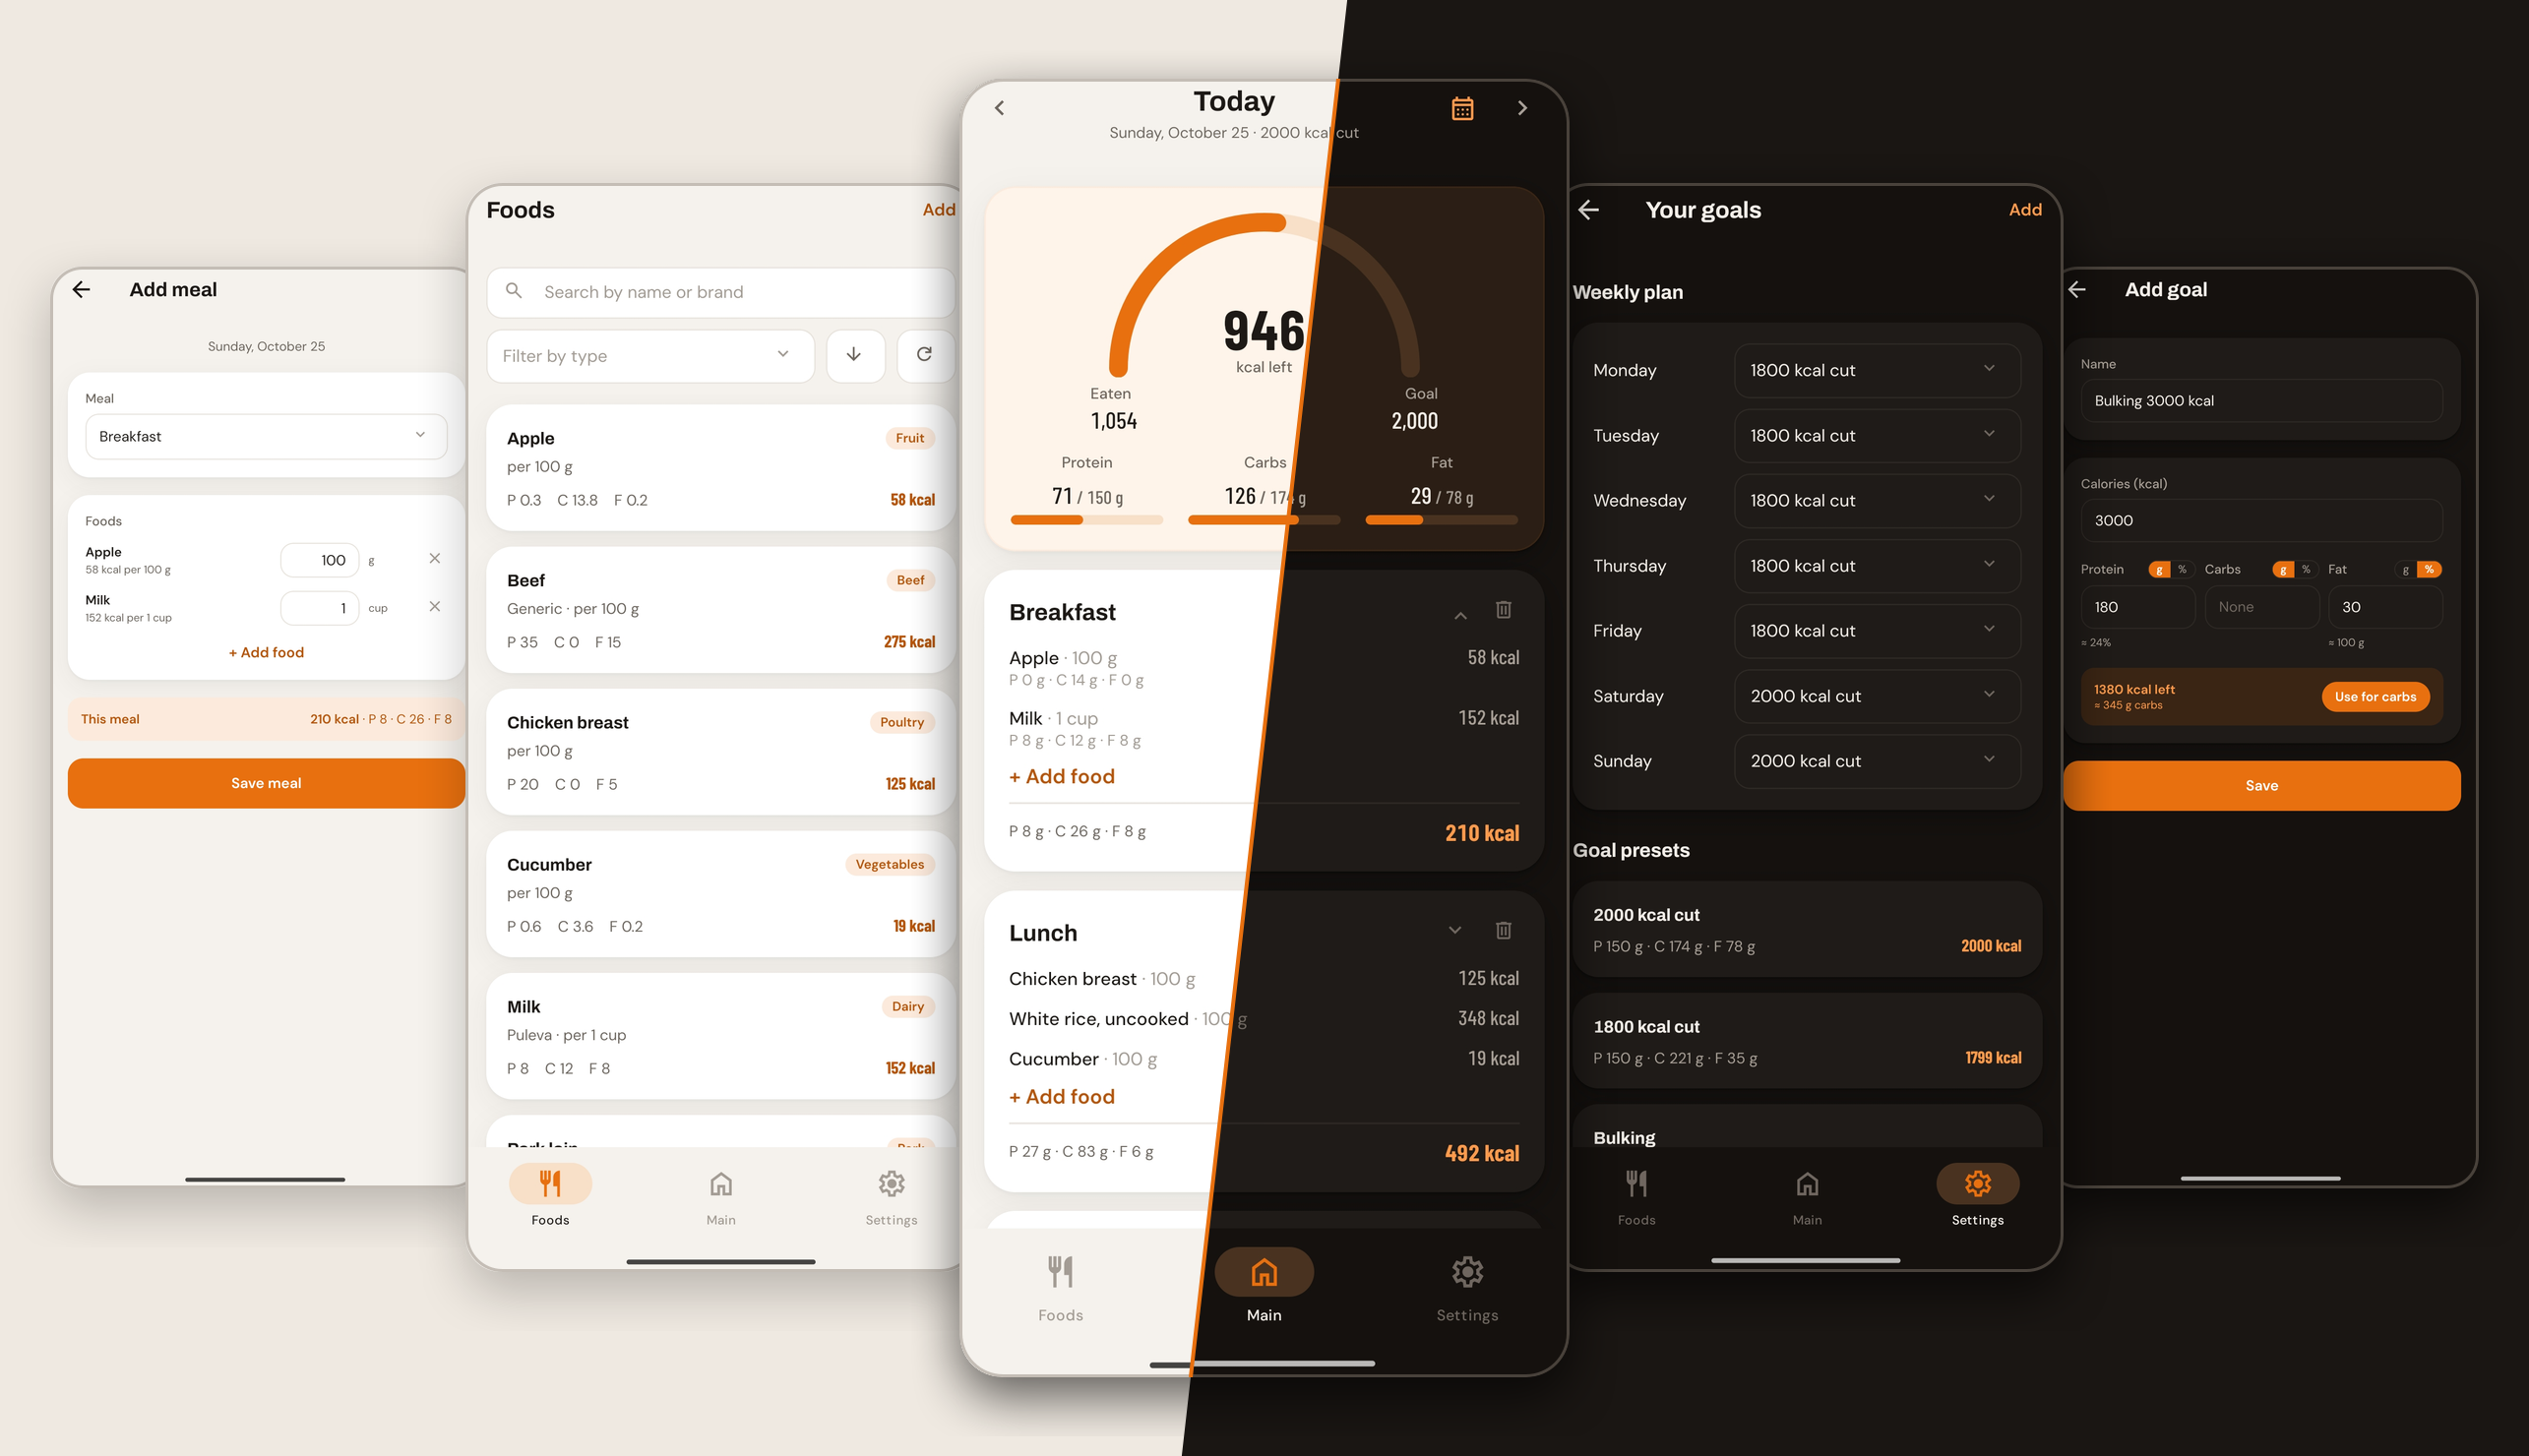 Add meal
Sunday, October 25
Meal
Breakfast
Foods
Apple
58 kcal per 100 g
100 g
Milk
152 kcal per 1 cup
1 cup
+ Add food
This meal 210 kcal · P 8 · C 26 · F 8
Save meal
Foods Add
Search by name or brand
Filter by type
Apple Fruit
per 100 g
P 0.3 C 13.8 F 0.2 58 kcal
Beef Beef
Generic · per 100 g
P 35 C 0 F 15 275 kcal
Chicken breast Poultry
per 100 g
P 20 C 0 F 5 125 kcal
Cucumber Vegetables
per 100 g
P 0.6 C 3.6 F 0.2 19 kcal
Milk Dairy
Puleva · per 1 cup
P 8 C 12 F 8 152 kcal
Pork loin Pork
Foods Main Settings
Today
Sunday, October 25 · 2000 kcal cut
946
kcal left
Eaten Goal
1,054 2,000
Protein Carbs Fat
71 / 150 g 126 / 174 g 29 / 78 g
Breakfast
Apple · 100 g 58 kcal
P 0 g · C 14 g · F 0 g
Milk · 1 cup 152 kcal
P 8 g · C 12 g · F 8 g
+ Add food
P 8 g · C 26 g · F 8 g 210 kcal
Lunch
Chicken breast · 100 g 125 kcal
White rice, uncooked · 100 g 348 kcal
Cucumber · 100 g 19 kcal
+ Add food
P 27 g · C 83 g · F 6 g 492 kcal
Foods Main Settings
Your goals Add
Weekly plan
Monday 1800 kcal cut
Tuesday 1800 kcal cut
Wednesday 1800 kcal cut
Thursday 1800 kcal cut
Friday 1800 kcal cut
Saturday 2000 kcal cut
Sunday 2000 kcal cut
Goal presets
2000 kcal cut
P 150 g · C 174 g · F 78 g 2000 kcal
1800 kcal cut
P 150 g · C 221 g · F 35 g 1799 kcal
Bulking
Foods Main Settings
Add goal
Name
Bulking 3000 kcal
Calories (kcal)
3000
Protein g % Carbs g % Fat g %
180 None 30
≈ 24% ≈ 100 g
1380 kcal left
≈ 345 g carbs
Use for carbs
Save